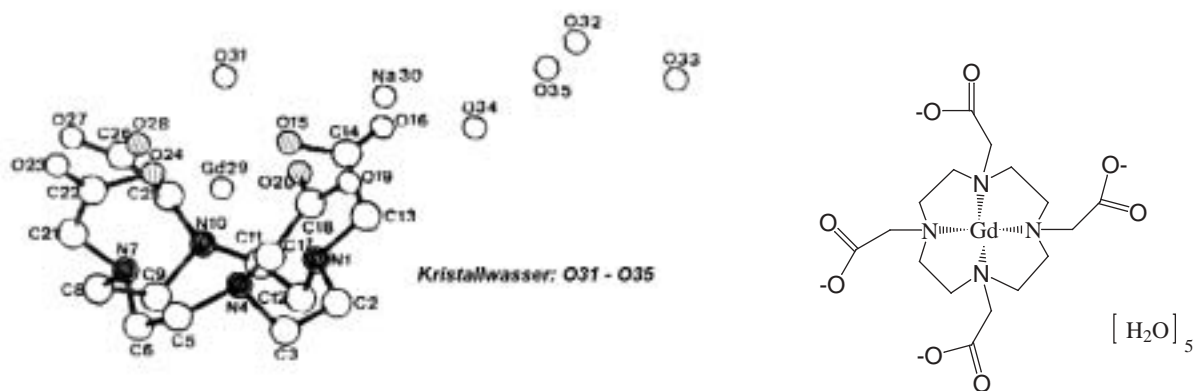 O32
O31
O33
Na30
O35
O34
O27
O28
C26
O15
C14
O16
O23
O24
Gd29
O20
O19
C22
C18
C13
C21
N10
C11
N7
C9
N1
Kristallwasser: O31 - O35
C8
N4
C12
C2
C6
C5
C3
O
-O
N
O-
O
N Gd N
O
-O
N
-O
O
[ H₂O ]₅